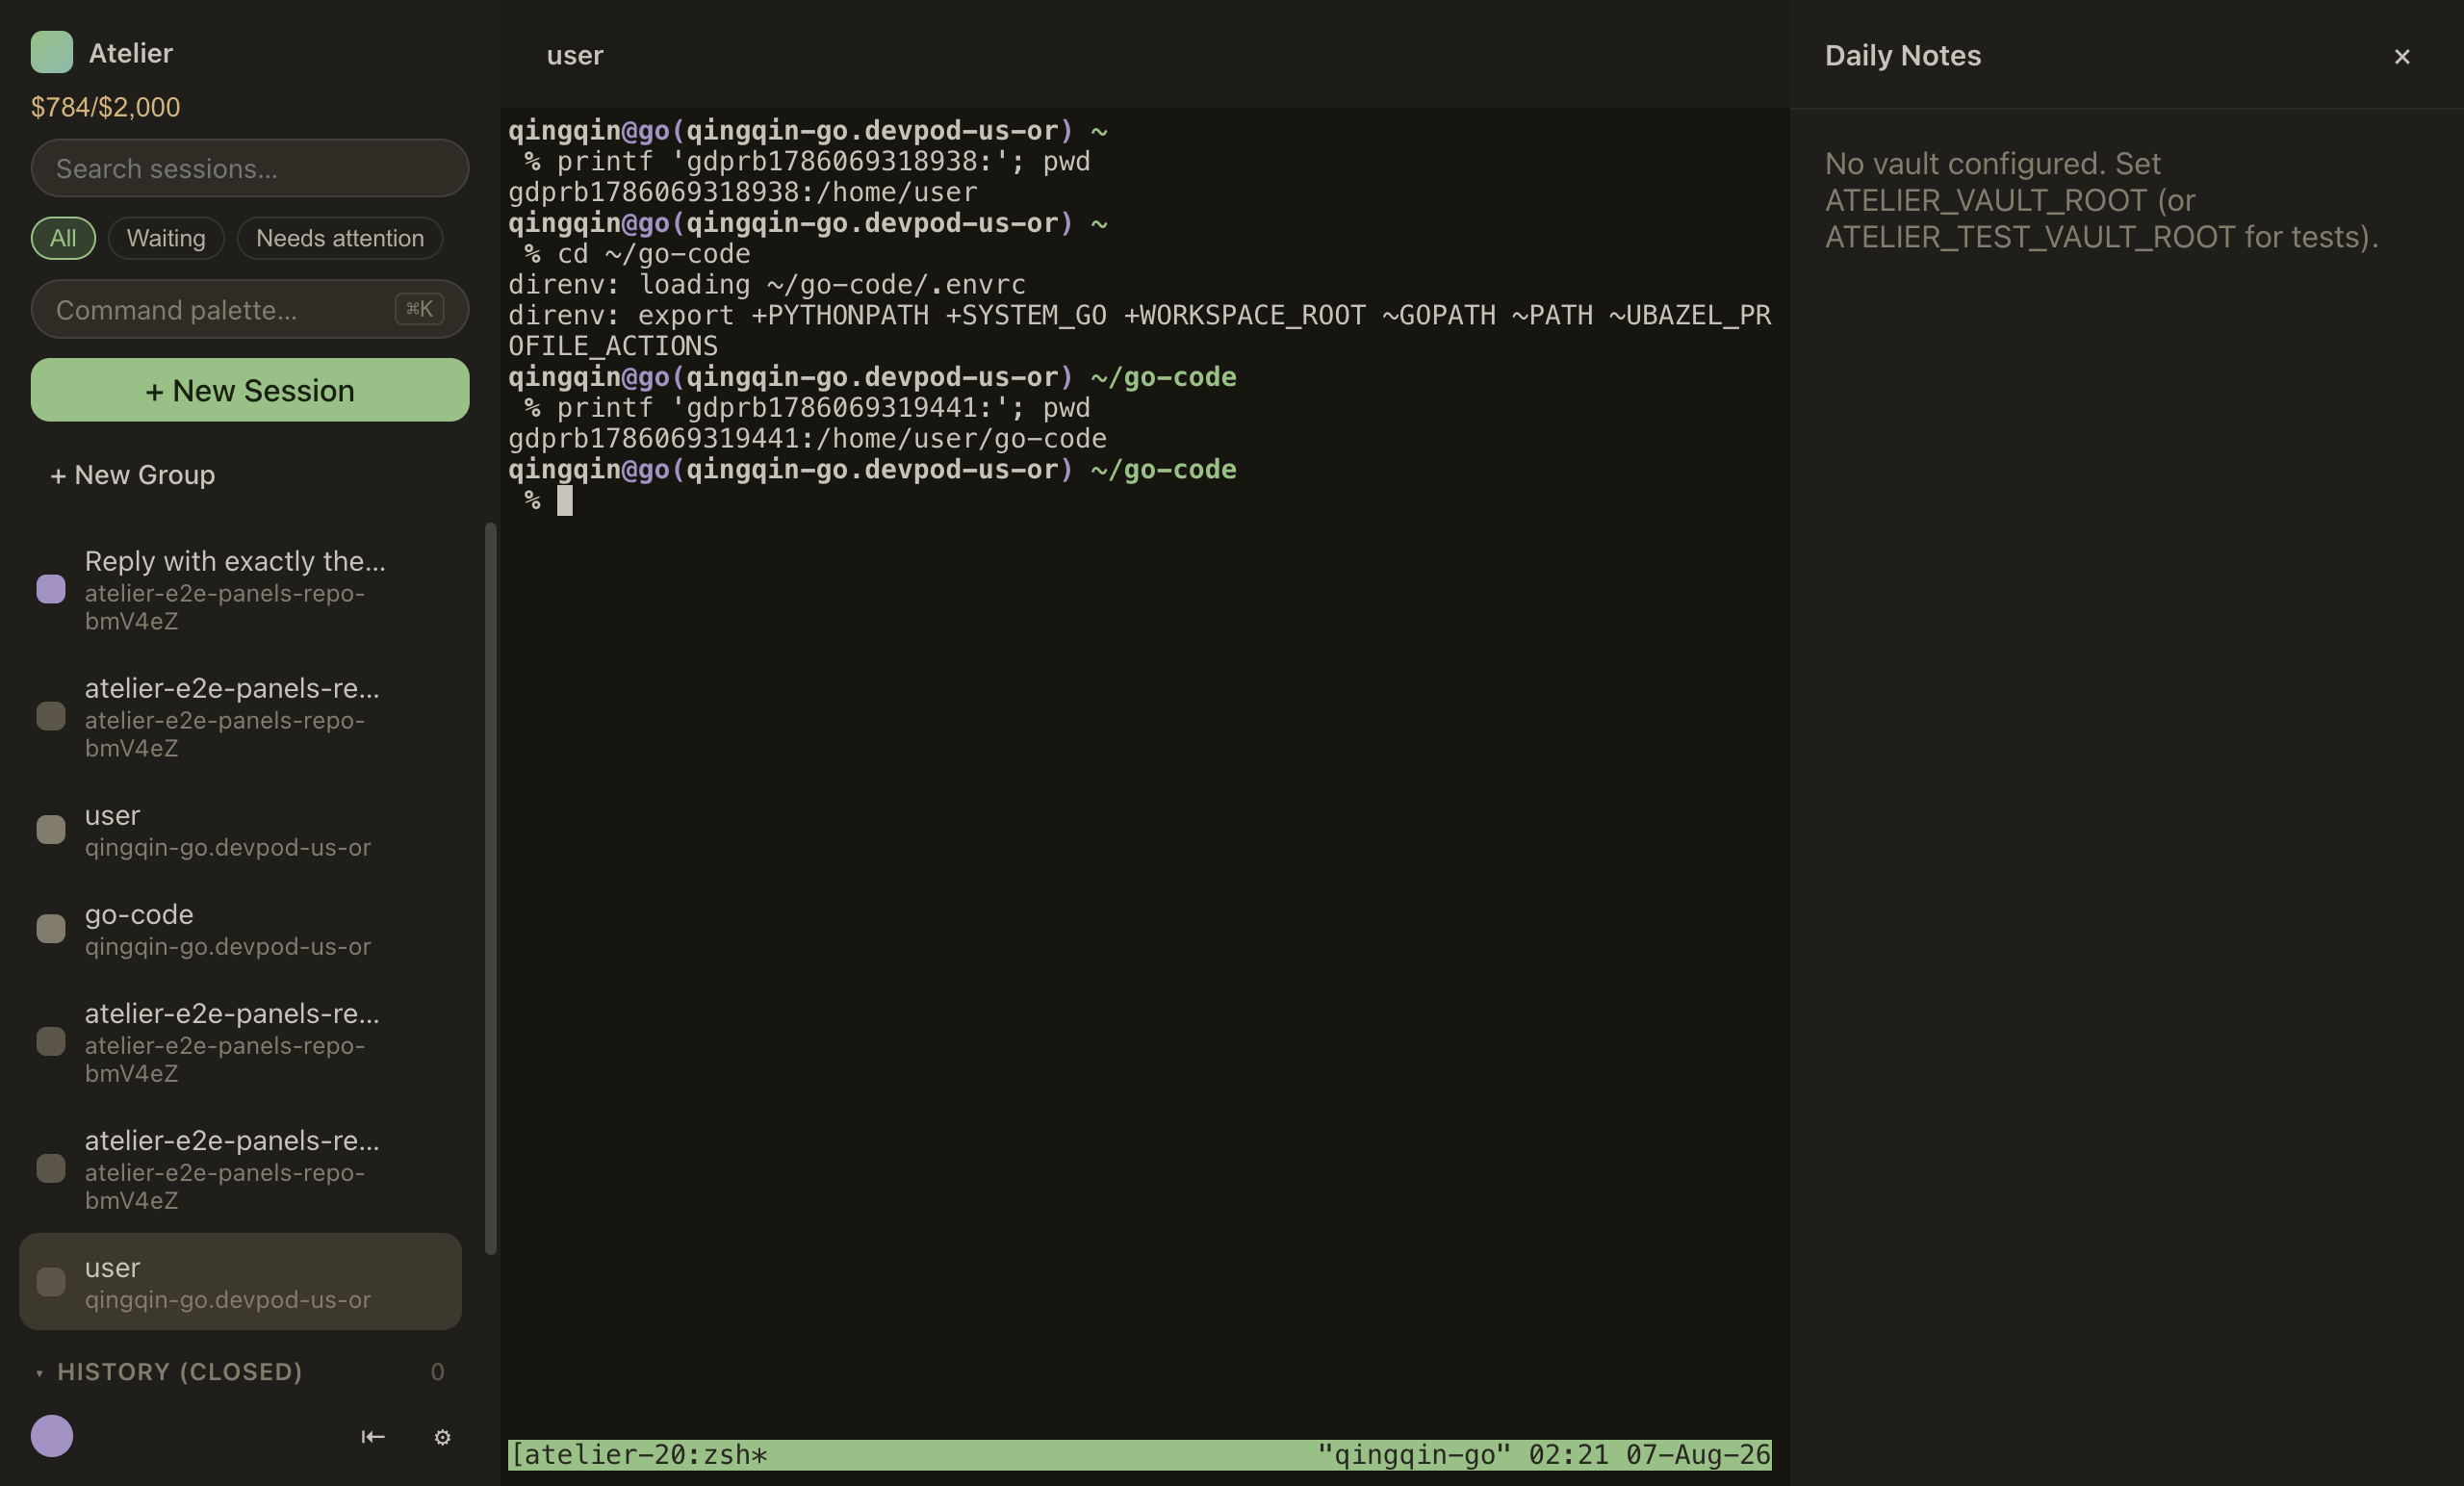 Atelier
$784/$2,000
Search sessions...
All
Waiting
Needs attention
Command palette...
⌘K
+ New Session
+ New Group
Reply with exactly the...
atelier-e2e-panels-repo-
bmV4eZ
atelier-e2e-panels-re...
atelier-e2e-panels-repo-
bmV4eZ
user
qingqin-go.devpod-us-or
go-code
qingqin-go.devpod-us-or
atelier-e2e-panels-re...
atelier-e2e-panels-repo-
bmV4eZ
atelier-e2e-panels-re...
atelier-e2e-panels-repo-
bmV4eZ
user
qingqin-go.devpod-us-or
HISTORY (CLOSED)
0
user
qingqin@go(qingqin-go.devpod-us-or) ~
% printf 'gdprb1786069318938:'; pwd
gdprb1786069318938:/home/user
qingqin@go(qingqin-go.devpod-us-or) ~
% cd ~/go-code
direnv: loading ~/go-code/.envrc
direnv: export +PYTHONPATH +SYSTEM_GO +WORKSPACE_ROOT ~GOPATH ~PATH ~UBAZEL_PR
OFILE_ACTIONS
qingqin@go(qingqin-go.devpod-us-or) ~/go-code
% printf 'gdprb1786069319441:'; pwd
gdprb1786069319441:/home/user/go-code
qingqin@go(qingqin-go.devpod-us-or) ~/go-code
%
[atelier-20:zsh* "qingqin-go" 02:21 07-Aug-26
Daily Notes
×
No vault configured. Set
ATELIER_VAULT_ROOT (or
ATELIER_TEST_VAULT_ROOT for tests).